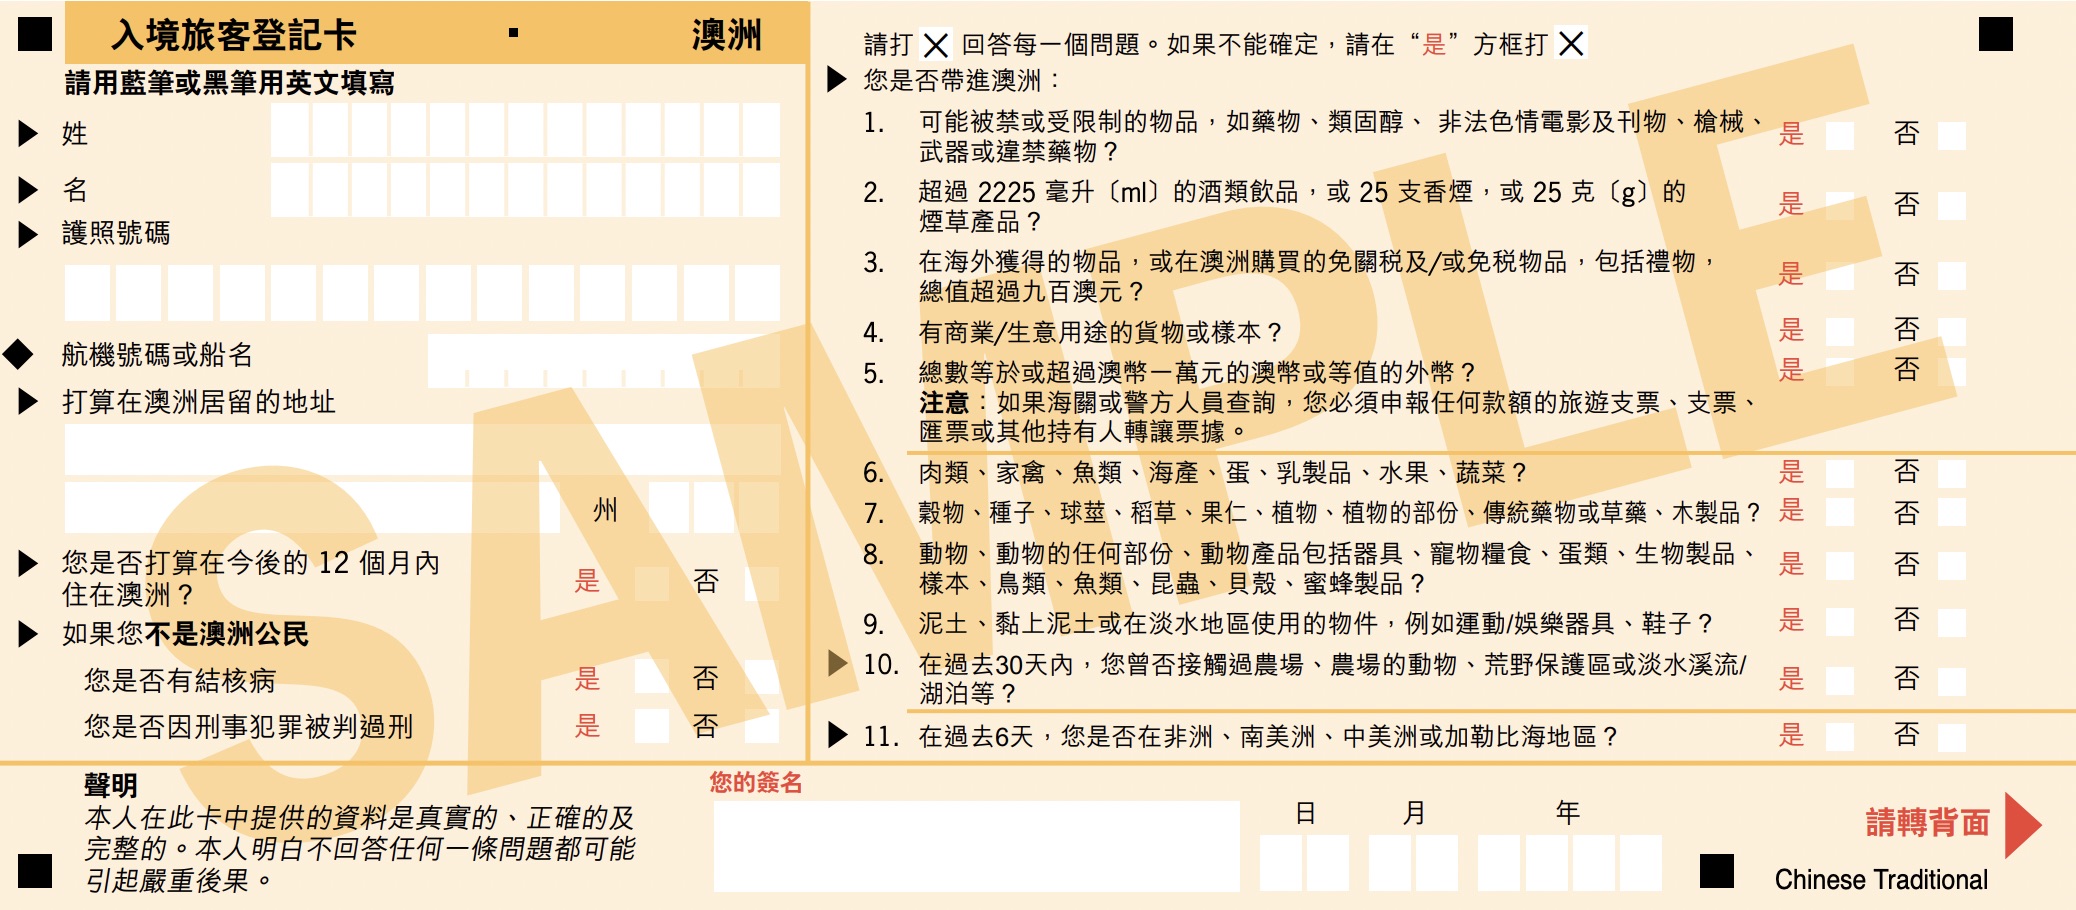 入境旅客登記卡 ▪ 澳洲
請用藍筆或黑筆用英文填寫
姓
名
護照號碼
航機號碼或船名
打算在澳洲居留的地址
州
您是否打算在今後的 12 個月內 是 否
住在澳洲？
如果您不是澳洲公民
您是否有結核病 是 否
您是否因刑事犯罪被判過刑 是 否
請打 X 回答每一個問題。如果不能確定，請在“是”方框打 X
您是否帶進澳洲：
1. 可能被禁或受限制的物品，如藥物、類固醇、非法色情電影及刊物、槍械、 是 否
武器或違禁藥物？
2. 超過 2225 毫升〔ml〕的酒類飲品，或 25 支香煙，或 25 克〔g〕的 是 否
煙草產品？
3. 在海外獲得的物品，或在澳洲購買的免關税及/或免税物品，包括禮物， 是 否
總值超過九百澳元？
4. 有商業/生意用途的貨物或樣本？ 是 否
5. 總數等於或超過澳幣一萬元的澳幣或等值的外幣？ 是 否
注意：如果海關或警方人員查詢，您必須申報任何款額的旅遊支票、支票、
匯票或其他持有人轉讓票據。
6. 肉類、家禽、魚類、海產、蛋、乳製品、水果、蔬菜？ 是 否
7. 穀物、種子、球莖、稻草、果仁、植物、植物的部份、傳統藥物或草藥、木製品？ 是 否
8. 動物、動物的任何部份、動物產品包括器具、寵物糧食、蛋類、生物製品、 是 否
樣本、鳥類、魚類、昆蟲、貝殼、蜜蜂製品？
9. 泥土、黏上泥土或在淡水地區使用的物件，例如運動/娛樂器具、鞋子？ 是 否
10. 在過去30天內，您曾否接觸過農場、農場的動物、荒野保護區或淡水溪流/ 是 否
湖泊等？
11. 在過去6天，您是否在非洲、南美洲、中美洲或加勒比海地區？ 是 否
聲明
本人在此卡中提供的資料是真實的、正確的及
完整的。本人明白不回答任何一條問題都可能
引起嚴重後果。
您的簽名
日 月 年
請轉背面
Chinese Traditional
SAMPLE